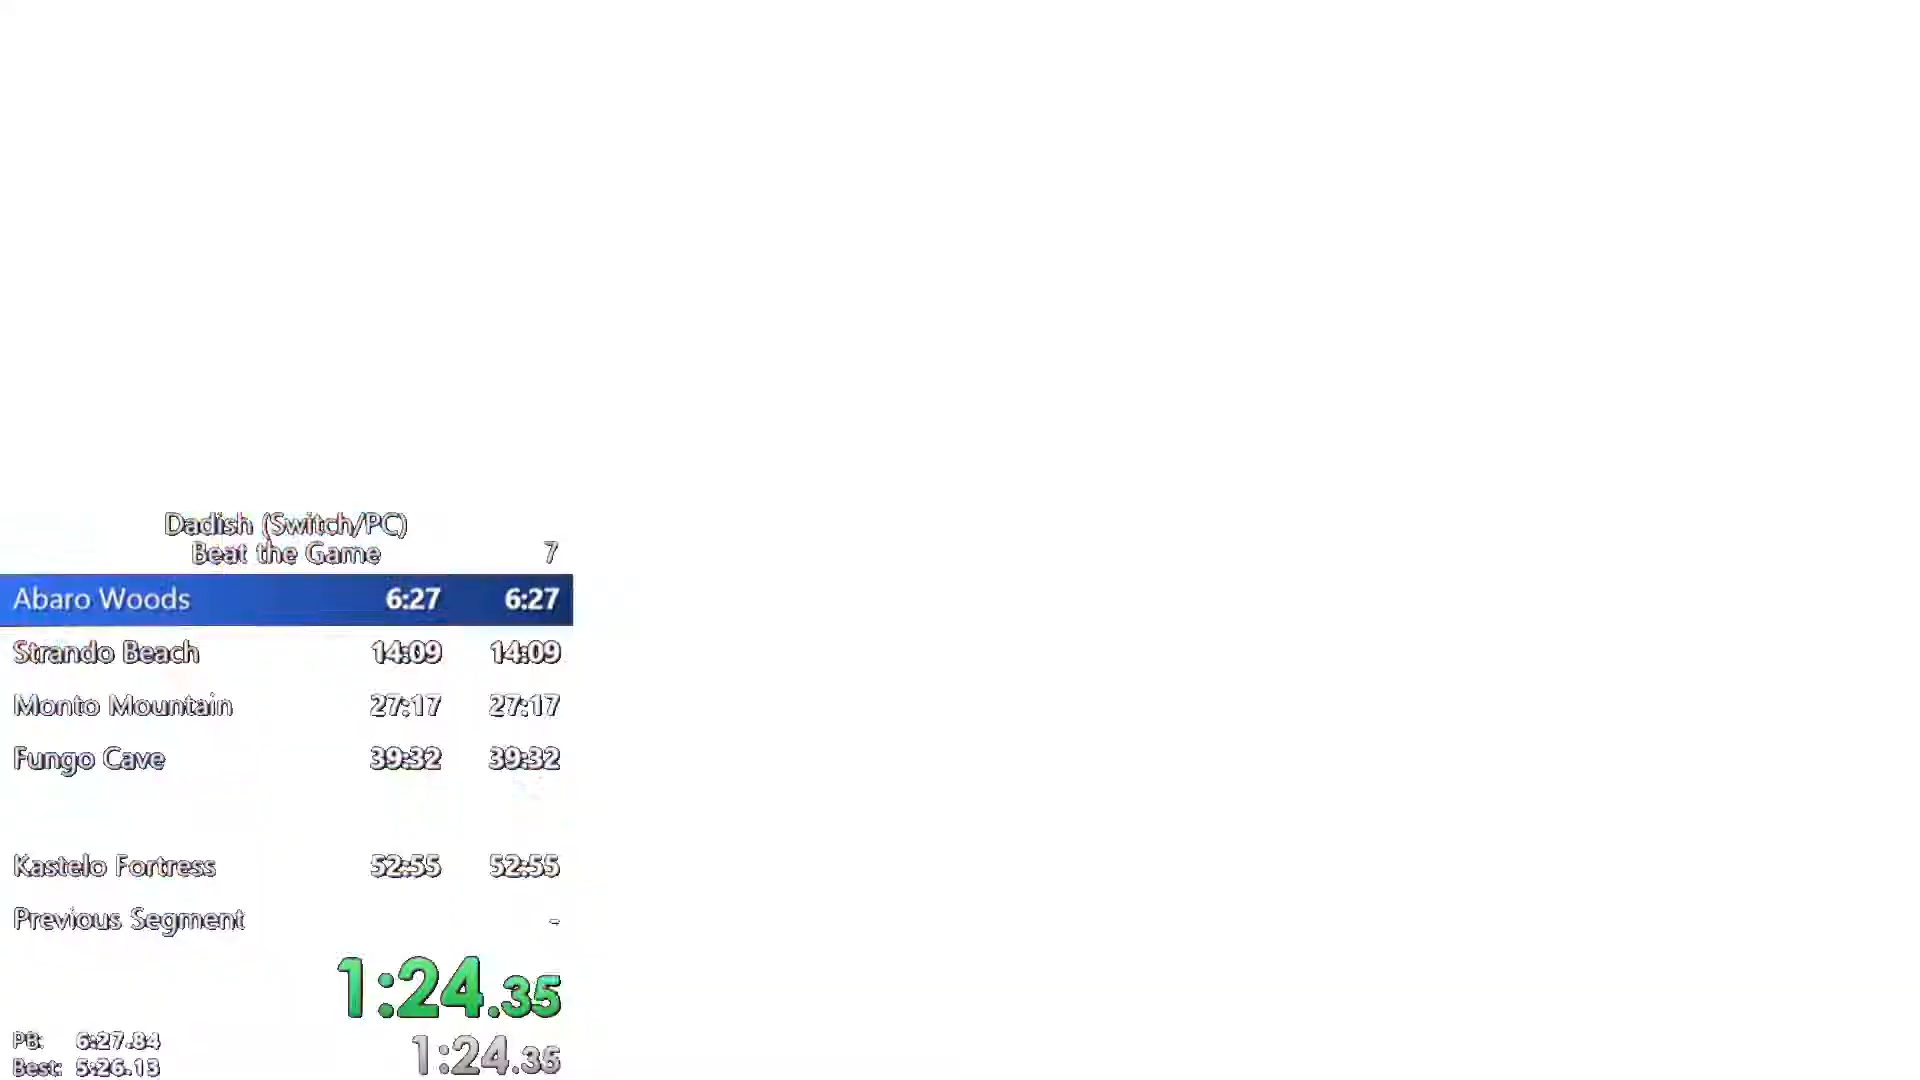 Dadish (Switch/PC)
Beat the Game 7
Abaro Woods 6:27 6:27
Strando Beach 14:09 14:09
Monto Mountain 27:17 27:17
Fungo Cave 39:32 39:32
Kastelo Fortress 52:55 52:55
Previous Segment -
1:24.35
PB: 6:27.84 1:24.35
Best: 5:26.13